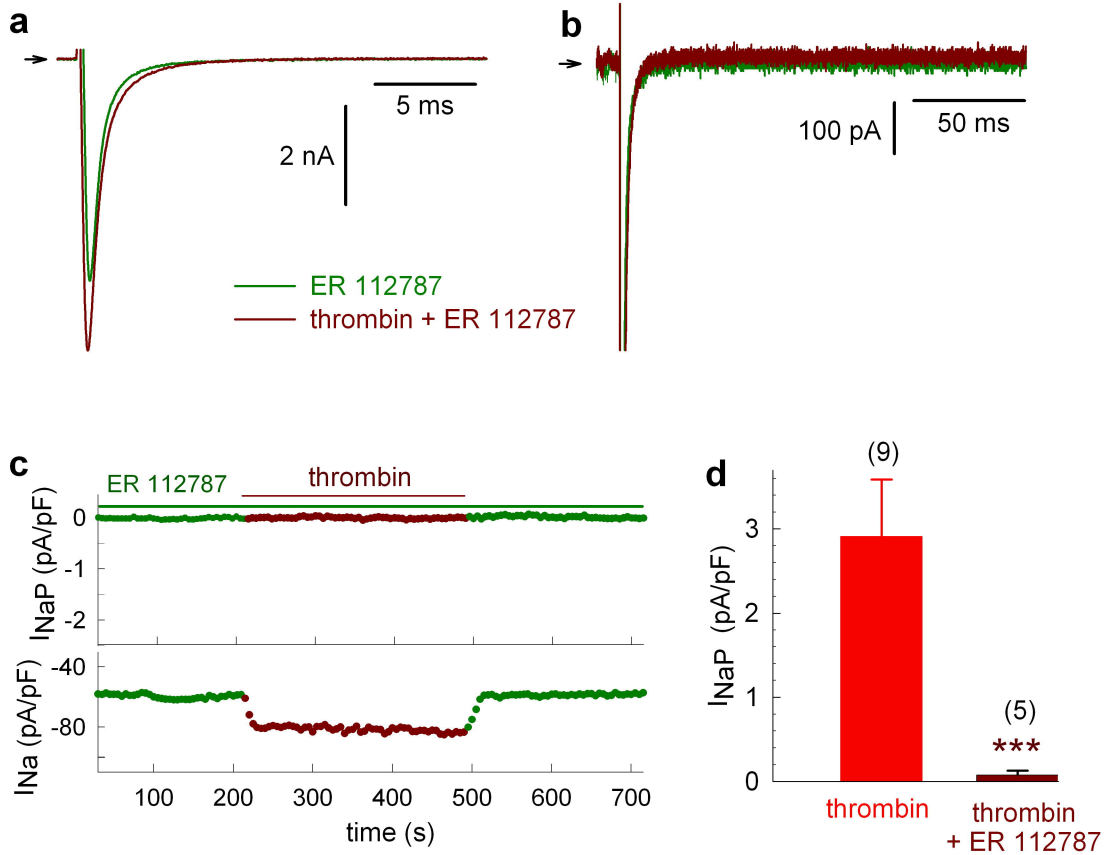 a
5 ms
2 nA
ER 112787
thrombin + ER 112787
b
100 pA
50 ms
c
ER 112787
thrombin
0
-1
-2
INaP (pA/pF)
-40
-80
INa (pA/pF)
100 200 300 400 500 600 700
time (s)
d
(9)
3
2
1
0
INaP (pA/pF)
(5)
***
thrombin
thrombin
+ ER 112787